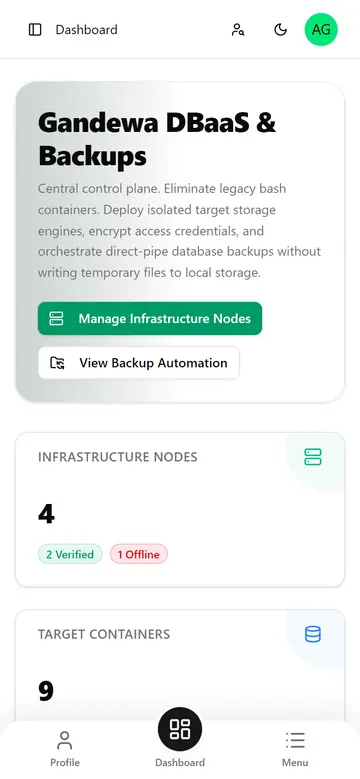 Dashboard
AG
Gandewa DBaaS &
Backups
Central control plane. Eliminate legacy bash
containers. Deploy isolated target storage
engines, encrypt access credentials, and
orchestrate direct-pipe database backups without
writing temporary files to local storage.
Manage Infrastructure Nodes
View Backup Automation
INFRASTRUCTURE NODES
4
2 Verified
1 Offline
TARGET CONTAINERS
9
Profile
Dashboard
Menu